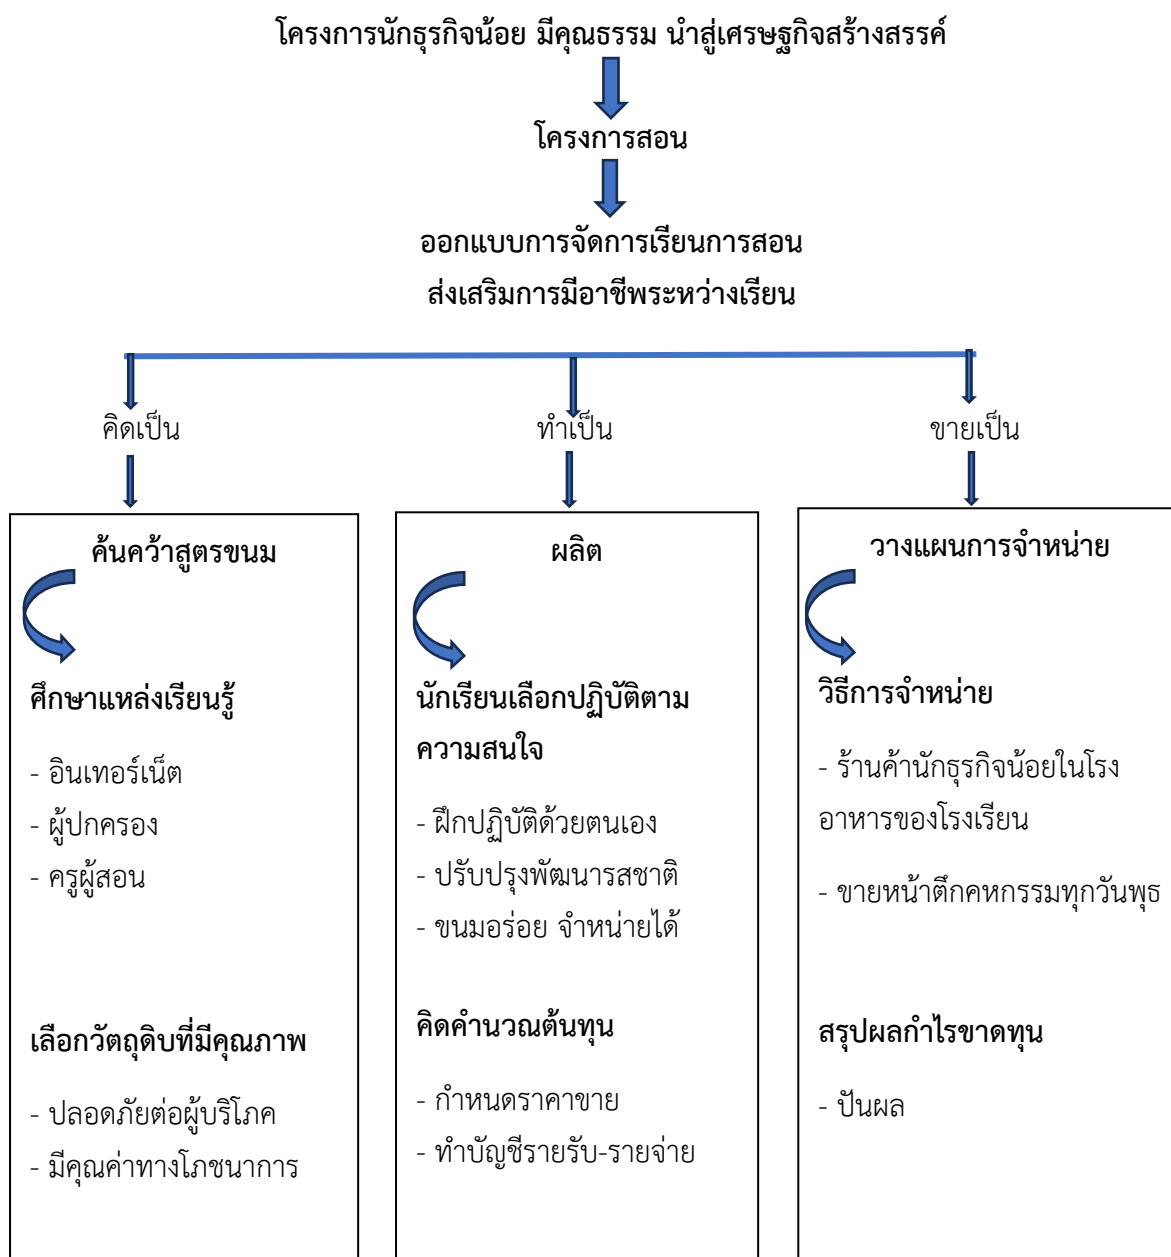 โครงการนักธุรกิจน้อย มีคุณธรรม นำสู่เศรษฐกิจสร้างสรรค์
โครงการสอน
ออกแบบการจัดการเรียนการสอน
ส่งเสริมการมีอาชีพระหว่างเรียน
คิดเป็น
ทำเป็น
ขายเป็น
ค้นคว้าสูตรขนม
ศึกษาแหล่งเรียนรู้
- อินเทอร์เน็ต
- ผู้ปกครอง
- ครูผู้สอน
เลือกวัตถุดิบที่มีคุณภาพ
- ปลอดภัยต่อผู้บริโภค
- มีคุณค่าทางโภชนาการ
ผลิต
นักเรียนเลือกปฏิบัติตาม
ความสนใจ
- ฝึกปฏิบัติด้วยตนเอง
- ปรับปรุงพัฒนารสชาติ
- ขนมอร่อย จำหน่ายได้
คิดคำนวณต้นทุน
- กำหนดราคาขาย
- ทำบัญชีรายรับ-รายจ่าย
วางแผนการจำหน่าย
วิธีการจำหน่าย
- ร้านค้านักธุรกิจน้อยในโรง
อาหารของโรงเรียน
- ขายหน้าตึกคหกรรมทุกวันพุธ
สรุปผลกำไรขาดทุน
- ปันผล